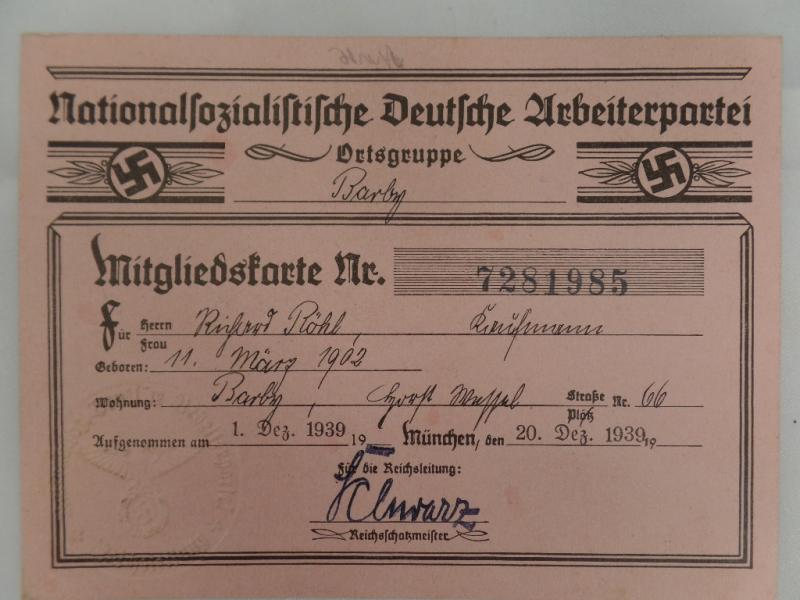 Nationalsozialistische Deutsche Arbeiterpartei
Ortsgruppe
Barby
Mitgliedskarte Nr. 7281985
Für Herrn Frau Richard Röhl, Kaufmann
Geboren: 11. März 1902
Wohnung: Barby, Horst Wessel Straße Platz Nr. 66
Aufgenommen am 1. Dez. 1939 19 München, den 20. Dez. 1939 19
Für die Reichsleitung:
Schwarz
Reichsschatzmeister